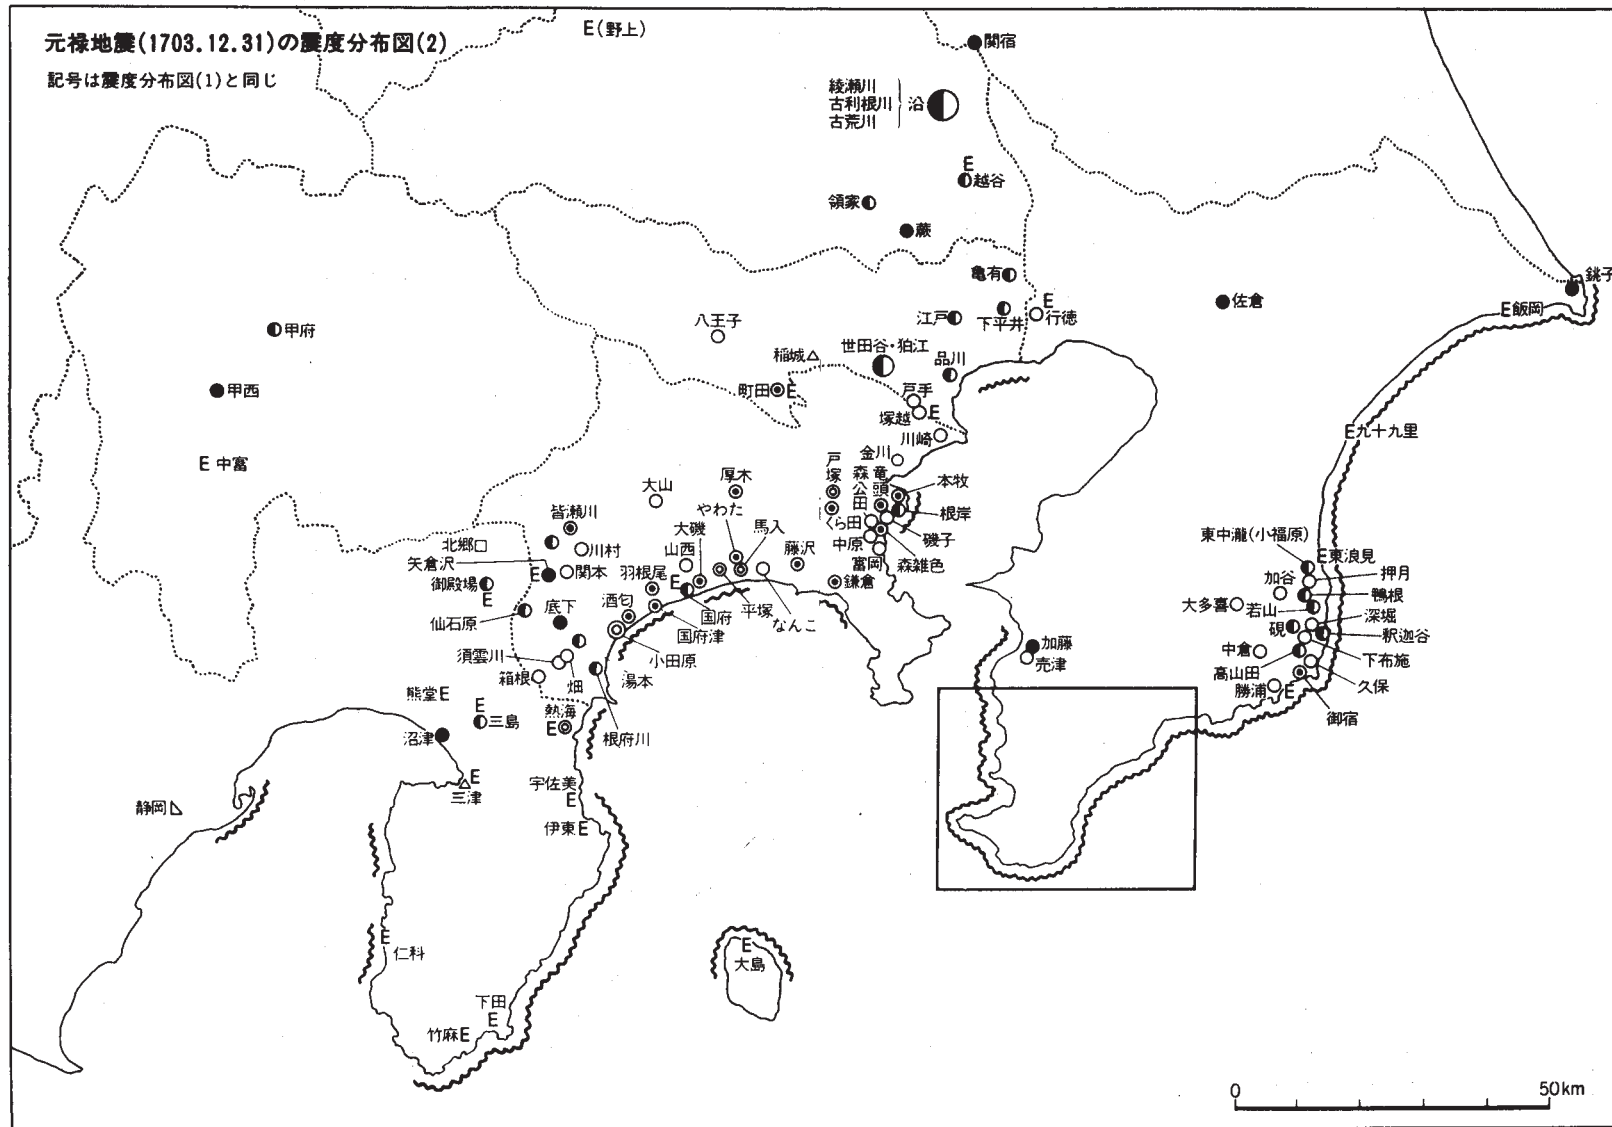 元禄地震(1703.12.31)の震度分布図(2)
記号は震度分布図(1)と同じ
E(野上)
関宿
綾瀬川
古利根川
古荒川
沿
E
越谷
領家
蕨
亀有
E
行徳
下平井
江戸
佐倉
銚子
E飯岡
甲府
八王子
稲城
世田谷・狛江
品川
甲西
町田
E
戸手
塚越
E
川崎
E九十九里
E中富
金川
戸塚
森
公田
竜頭
本牧
根岸
くら田
磯子
中原
森雑色
富岡
大山
厚木
やわた
馬入
皆瀬川
大磯
山西
藤沢
北郷
川村
矢倉沢
E
関本
羽根尾
E
鎌倉
御殿場
E
底下
酒匂
国府
平塚
なんこ
仙石原
国府津
小田原
須雲川
畑
湯本
箱根
東中瀧(小福原)
E東浪見
加谷
押月
鴨根
大多喜
若山
深堀
硯
釈迦谷
中倉
下布施
高山田
久保
勝浦
E
御宿
加藤
売津
熊堂E
E
三島
熱海
E
根府川
沼津
E
三津
宇佐美
E
静岡
伊東E
E
仁科
E
大島
下田
E
竹麻E
0
50km